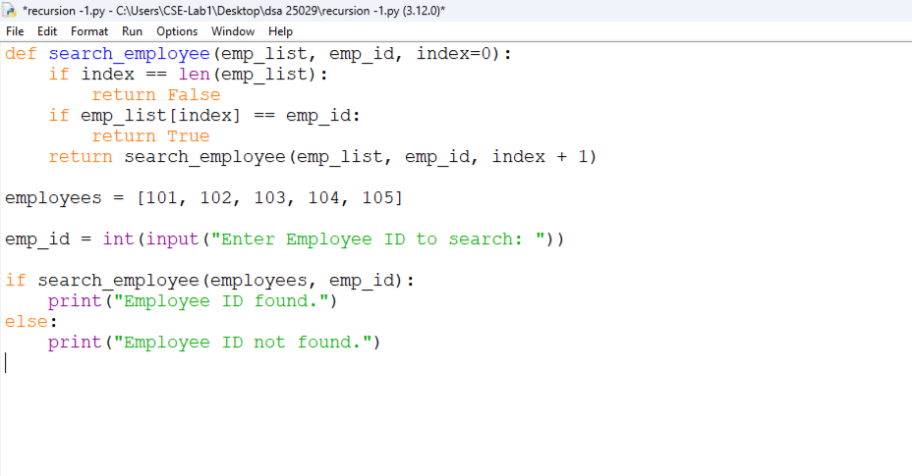 *recursion -1.py - C:\Users\CSE-Lab1\Desktop\dsa 25029\recursion -1.py (3.12.0)*
File Edit Format Run Options Window Help
def search_employee(emp_list, emp_id, index=0):
    if index == len(emp_list):
        return False
    if emp_list[index] == emp_id:
        return True
    return search_employee(emp_list, emp_id, index + 1)

employees = [101, 102, 103, 104, 105]

emp_id = int(input("Enter Employee ID to search: "))

if search_employee(employees, emp_id):
    print("Employee ID found.")
else:
    print("Employee ID not found.")